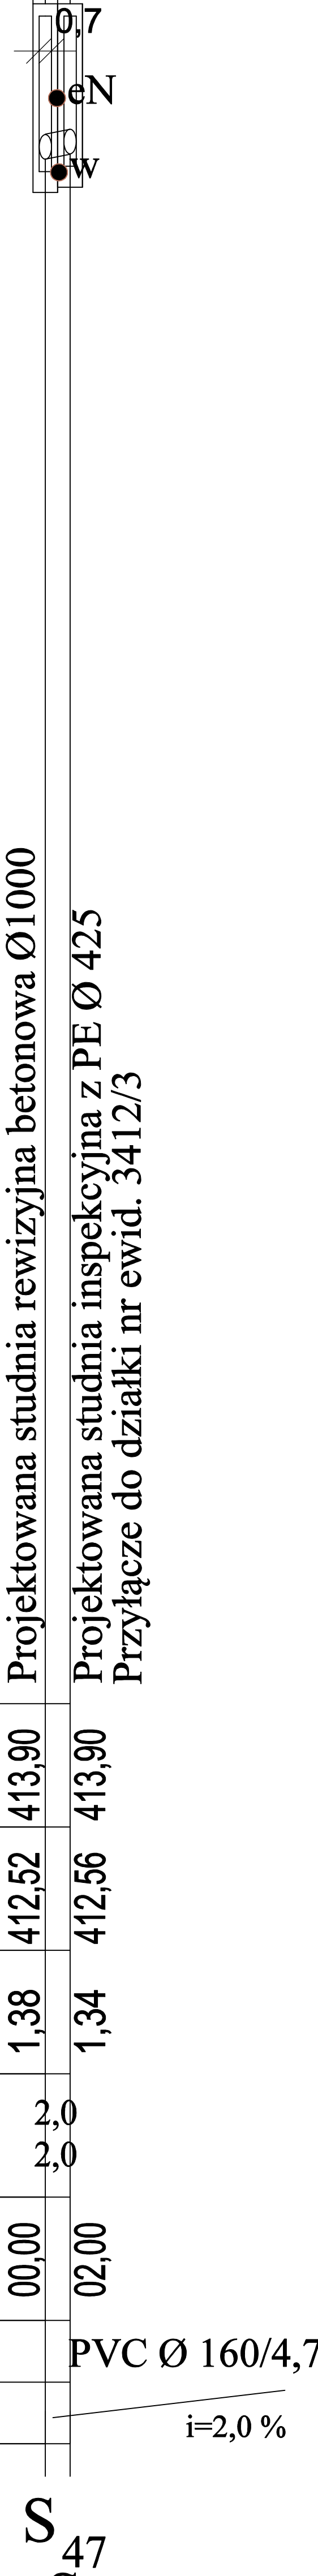 0,7
eN
w
Projektowana studnia rewizyjna betonowa Ø1000
Projektowana studnia inspekcyjna z PE Ø 425
Przyłącze do działki nr ewid. 3412/3
413,90
413,90
412,52
412,56
1,38
1,34
2,0
2,0
00,00
02,00
PVC Ø 160/4,7
i=2,0 %
S
47